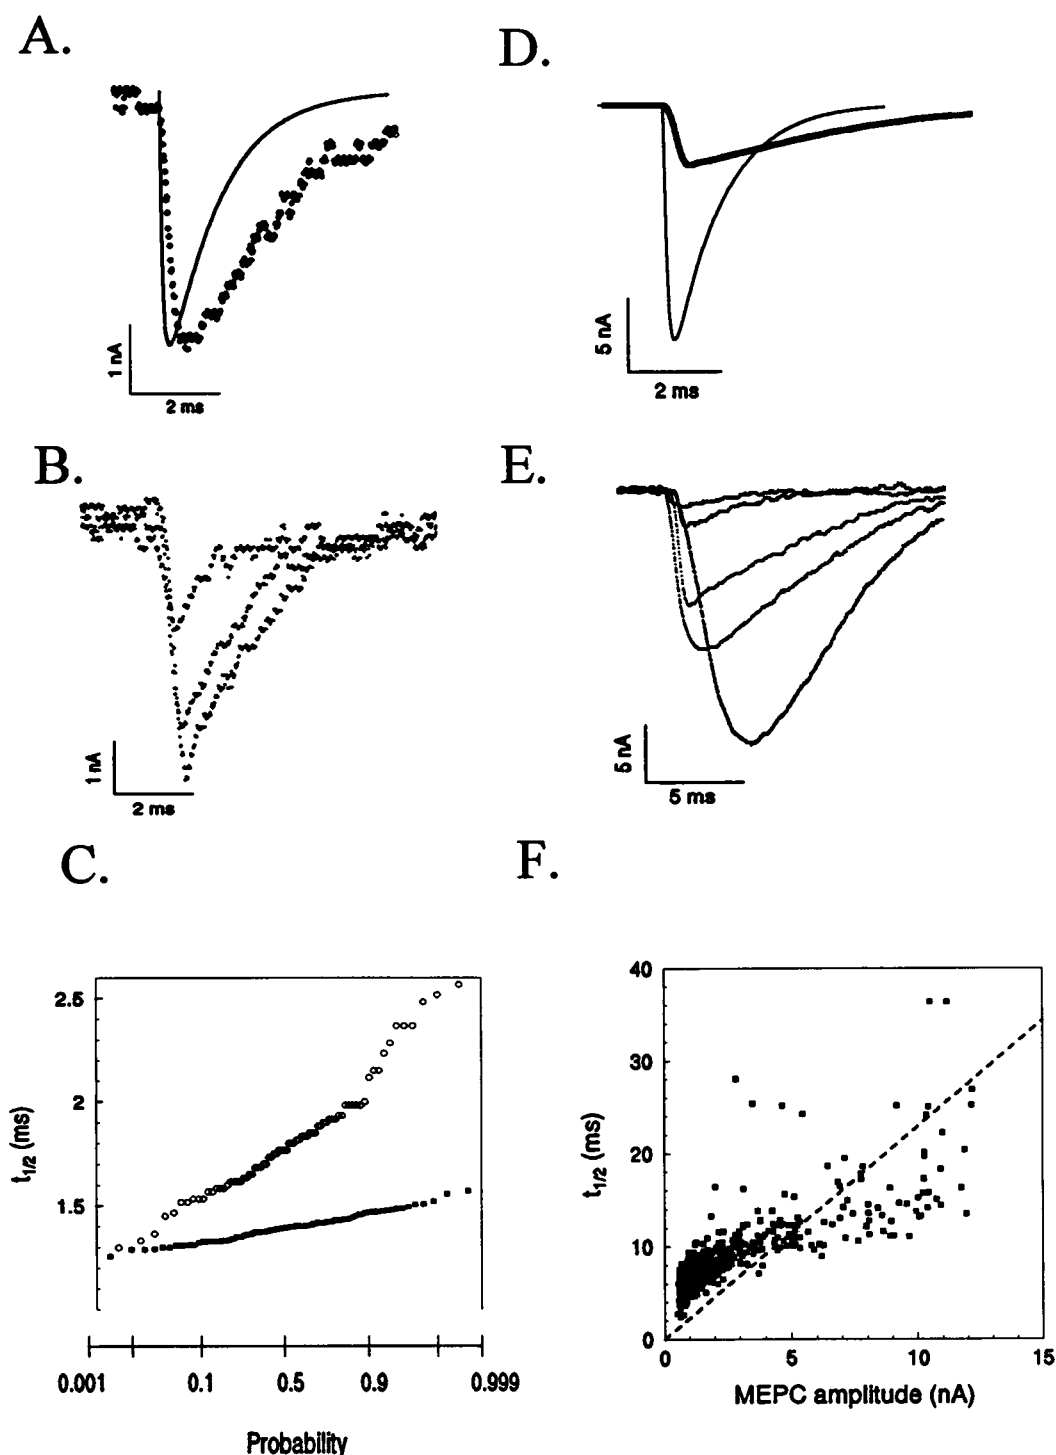 A.
1 nA
2 ms
D.
5 nA
2 ms
B.
1 nA
2 ms
E.
5 nA
5 ms
C.
2.5
2
1.5
t1/2 (ms)
0.001 0.1 0.5 0.9 0.999
Probability
F.
40
30
20
10
0
t1/2 (ms)
0 5 10 15
MEPC amplitude (nA)